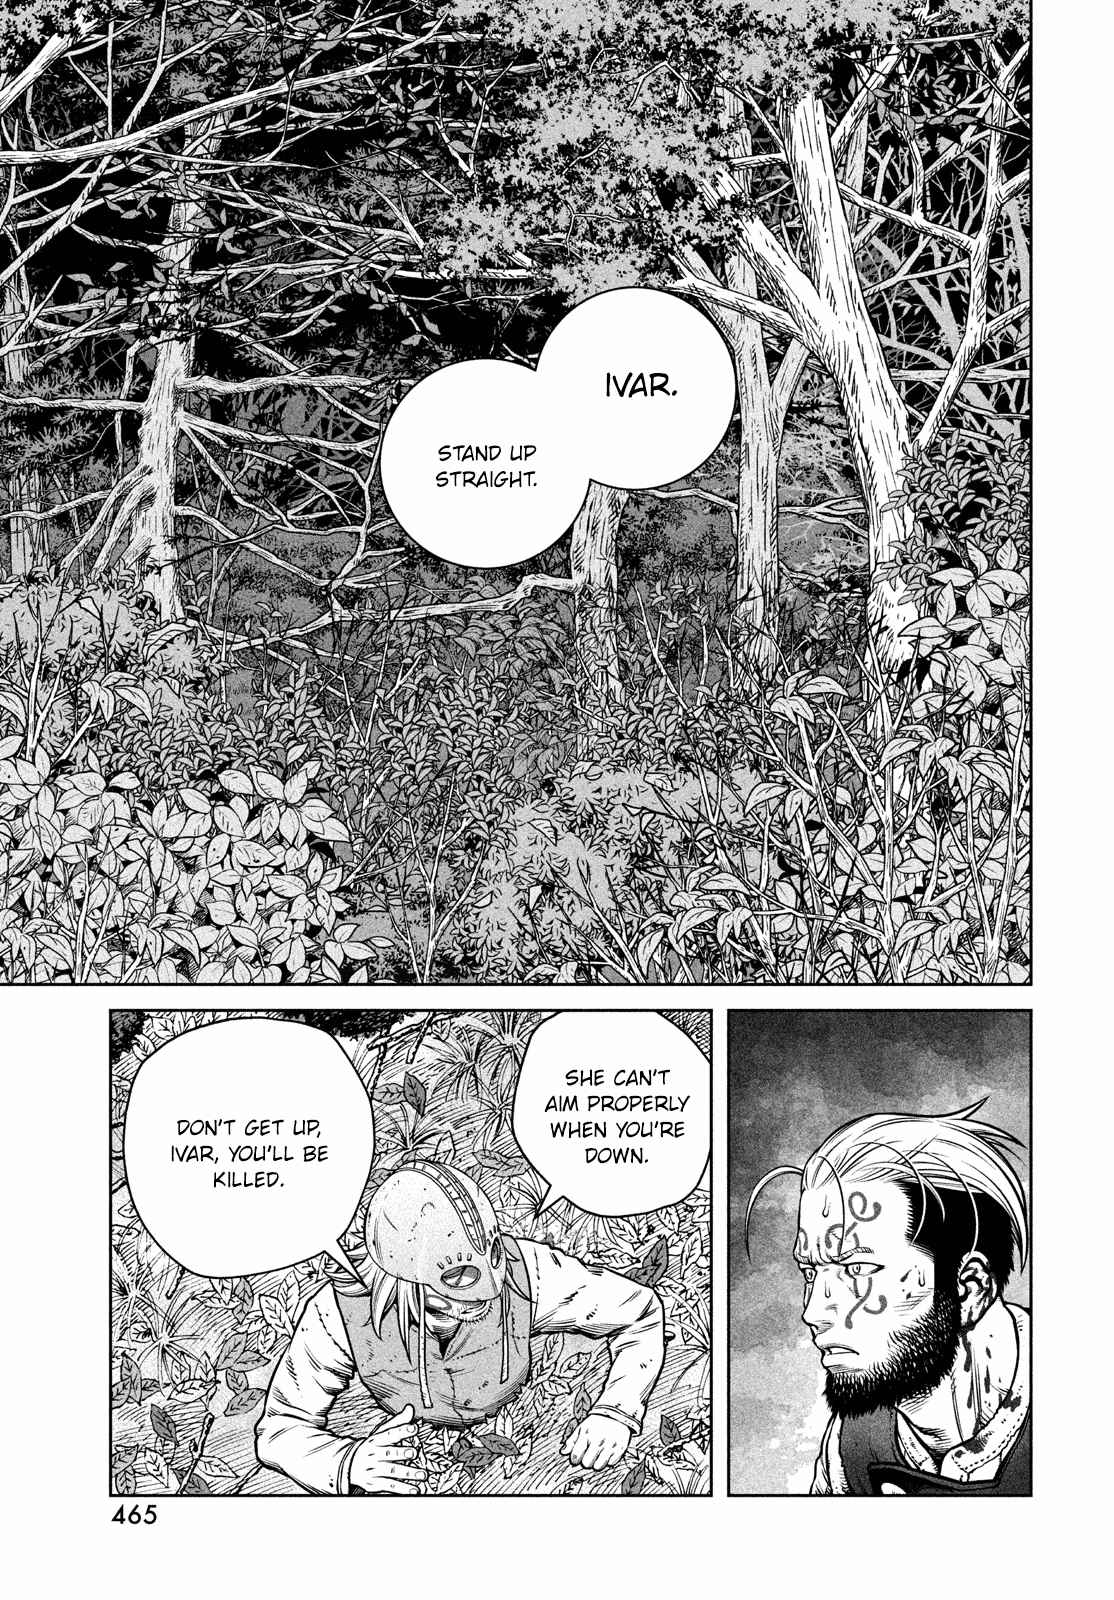 IVAR.
STAND UP
STRAIGHT.
SHE CAN'T
AIM PROPERLY
WHEN YOU'RE
DOWN.
DON'T GET UP,
IVAR, YOU'LL BE
KILLED.
465